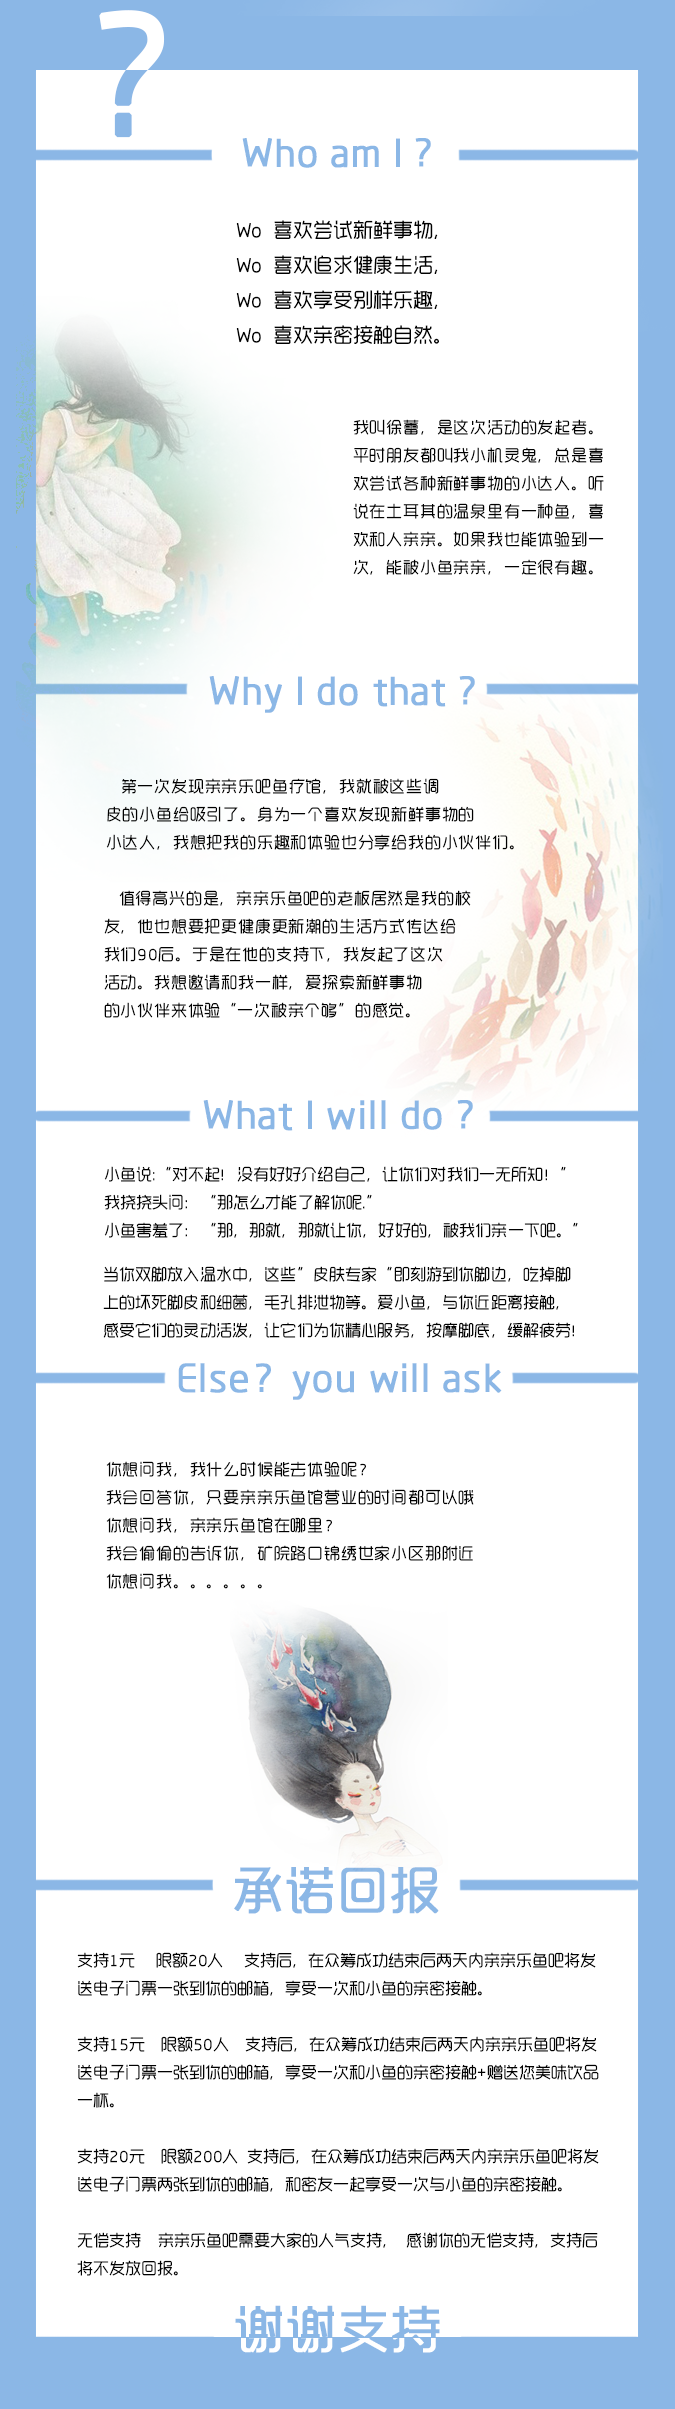 ?
Who am I ?
Wo 喜欢尝试新鲜事物,
Wo 喜欢追求健康生活,
Wo 喜欢享受别样乐趣,
Wo 喜欢亲密接触自然。
我叫徐蕃，是这次活动的发起者。
平时朋友都叫我小机灵鬼，总是喜
欢尝试各种新鲜事物的小达人。听
说在土耳其的温泉里有一种鱼，喜
欢和人亲亲。如果我也能体验到一
次，能被小鱼亲亲，一定很有趣。
Why I do that ?
第一次发现亲亲乐吧鱼疗馆，我就被这些调
皮的小鱼给吸引了。身为一个喜欢发现新鲜事物的
小达人，我想把我的乐趣和体验也分享给我的小伙伴们。
值得高兴的是，亲亲乐鱼吧的老板居然是我的校
友，他也想要把更健康更新潮的生活方式传达给
我们90后。于是在他的支持下，我发起了这次
活动。我想邀请和我一样，爱探索新鲜事物
的小伙伴来体验“一次被亲个够”的感觉。
What I will do ?
小鱼说:“对不起！没有好好介绍自己，让你们对我们一无所知！”
我挠挠头问：“那怎么才能了解你呢.”
小鱼害羞了：“那，那就，那就让你，好好的，被我们亲一下吧。”
当你双脚放入温水中，这些”皮肤专家“即刻游到你脚边，吃掉脚
上的坏死脚皮和细菌，毛孔排泄物等。爱小鱼，与你近距离接触，
感受它们的灵动活泼，让它们为你精心服务，按摩脚底，缓解疲劳!
Else? you will ask
你想问我，我什么时候能去体验呢?
我会回答你，只要亲亲乐鱼馆营业的时间都可以哦
你想问我，亲亲乐鱼馆在哪里?
我会偷偷的告诉你，矿院路口锦绣世家小区那附近
你想问我。。。。。。
承诺回报
支持1元 限额20人 支持后，在众筹成功结束后两天内亲亲乐鱼吧将发
送电子门票一张到你的邮箱，享受一次和小鱼的亲密接触。
支持15元 限额50人 支持后，在众筹成功结束后两天内亲亲乐鱼吧将发
送电子门票一张到你的邮箱，享受一次和小鱼的亲密接触+赠送您美味饮品
一杯。
支持20元 限额200人 支持后，在众筹成功结束后两天内亲亲乐鱼吧将发
送电子门票两张到你的邮箱，和密友一起享受一次与小鱼的亲密接触。
无偿支持 亲亲乐鱼吧需要大家的人气支持， 感谢你的无偿支持，支持后
将不发放回报。
谢谢支持